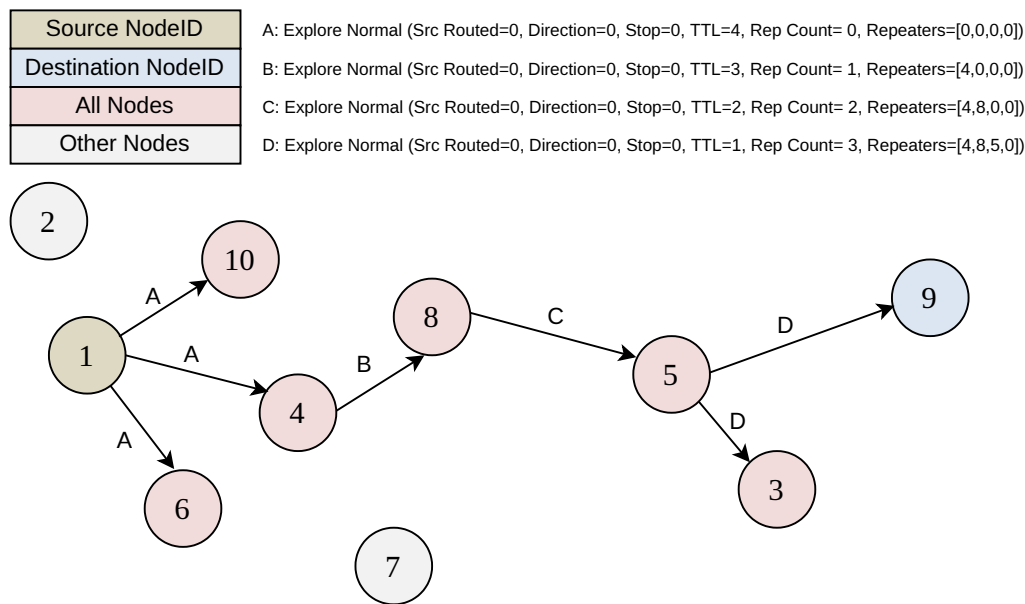 Source NodeID
Destination NodeID
All Nodes
Other Nodes
A: Explore Normal (Src Routed=0, Direction=0, Stop=0, TTL=4, Rep Count= 0, Repeaters=[0,0,0,0])
B: Explore Normal (Src Routed=0, Direction=0, Stop=0, TTL=3, Rep Count= 1, Repeaters=[4,0,0,0])
C: Explore Normal (Src Routed=0, Direction=0, Stop=0, TTL=2, Rep Count= 2, Repeaters=[4,8,0,0])
D: Explore Normal (Src Routed=0, Direction=0, Stop=0, TTL=1, Rep Count= 3, Repeaters=[4,8,5,0])
2
10
A
1
A
A
4
6
B
8
C
5
D
9
D
3
7